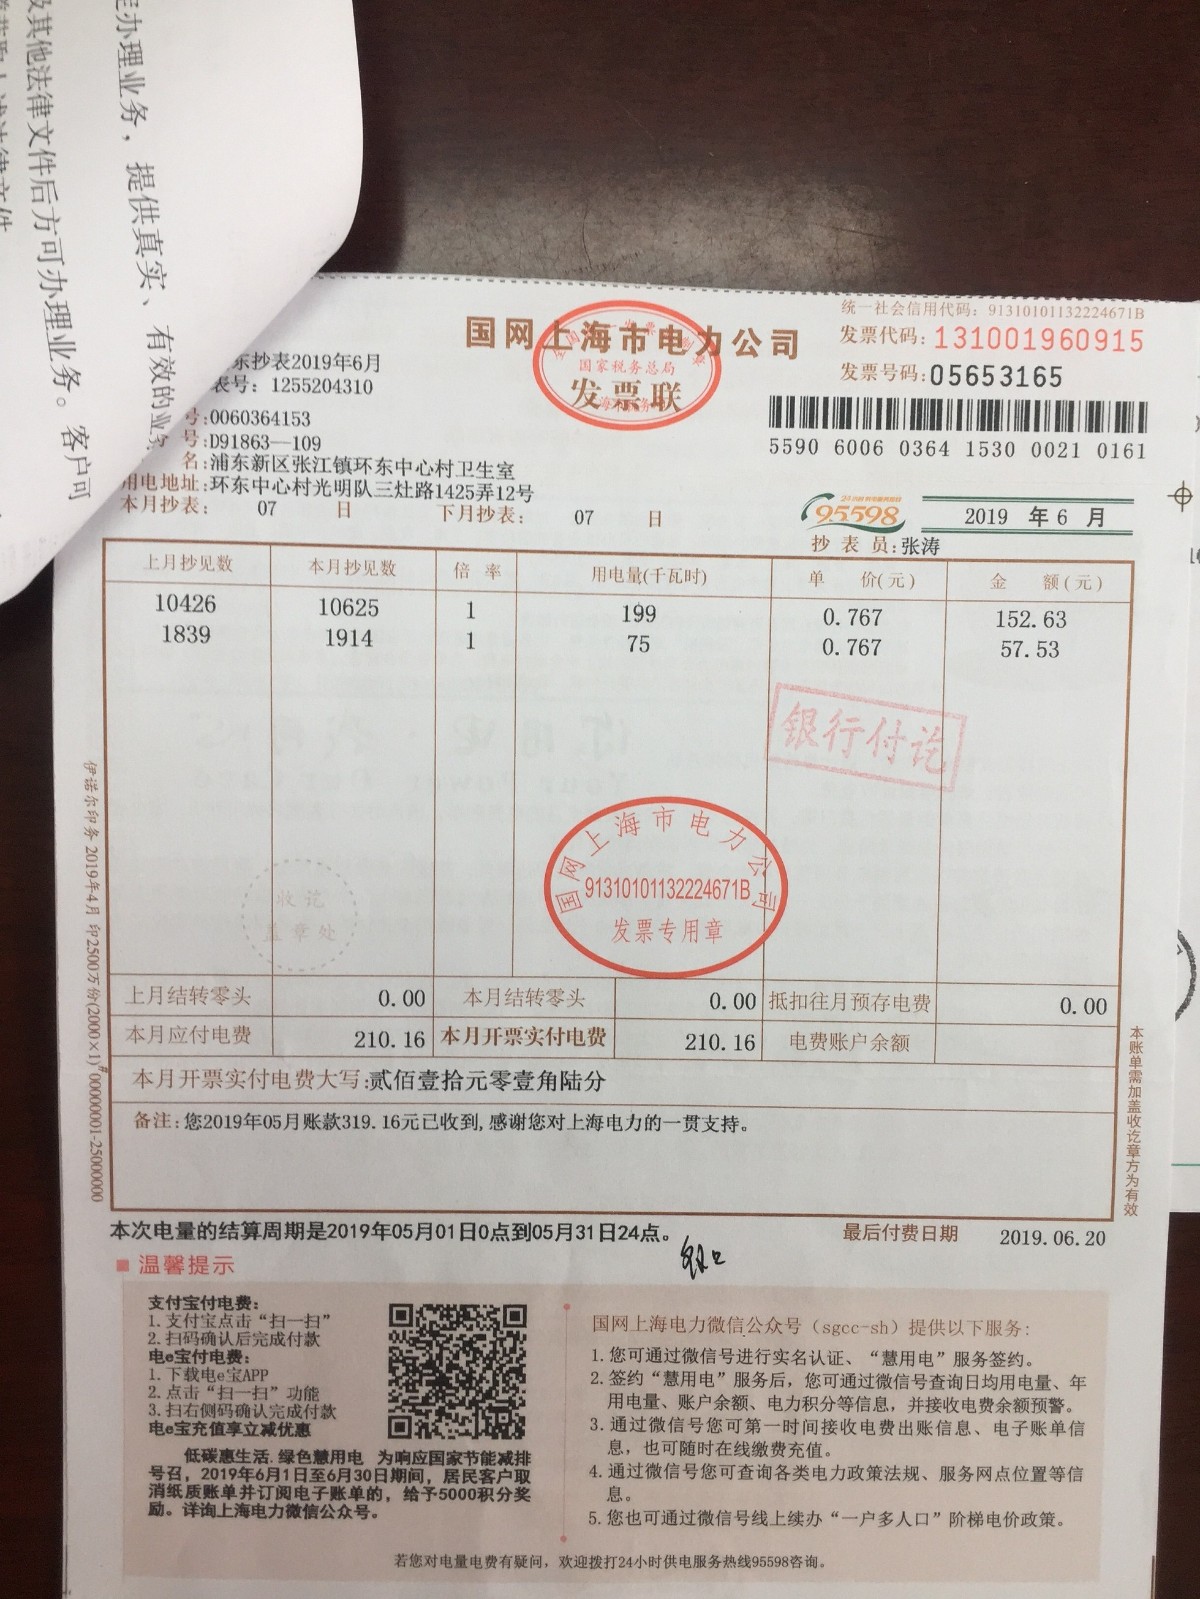 定办理业务，提供真实、有效的业务
及其他法律文件后方可办理业务。客户可
国网上海市电力公司
国家税务总局
发票联
统一社会信用代码：91310101132224671B
发票代码：131001960915
发票号码：05653165
5590 6006 0364 1530 0021 0161
东抄表2019年6月
表号：1255204310
号:0060364153
号:D91863—109
名:浦东新区张江镇环东中心村卫生室
用电地址:环东中心村光明队三灶路1425弄12号
本月抄表： 07 日 下月抄表： 07 日
24小时供电服务热线
95598
2019 年 6 月
抄表员:张涛
上月抄见数 本月抄见数 倍率 用电量(千瓦时) 单价(元) 金额(元)
10426 10625 1 199 0.767 152.63
1839 1914 1 75 0.767 57.53
银行付讫
国网上海市电力公司
91310101132224671B
发票专用章
收讫
盖章处
上月结转零头 0.00 本月结转零头 0.00 抵扣往月预存电费 0.00
本月应付电费 210.16 本月开票实付电费 210.16 电费账户余额
本月开票实付电费大写:贰佰壹拾元零壹角陆分
备注:您2019年05月账款319.16元已收到,感谢您对上海电力的一贯支持。
伊诺尔印务 2019年4月 印2500万份(2000×1)#00000001-25000000
本账单需加盖收讫章方为有效
本次电量的结算周期是2019年05月01日0点到05月31日24点。
最后付费日期 2019.06.20
温馨提示
支付宝付电费：
1. 支付宝点击“扫一扫”
2. 扫码确认后完成付款
电e宝付电费：
1. 下载电e宝APP
2. 点击“扫一扫”功能
3. 扫右侧码确认完成付款
电e宝充值享立减优惠
低碳惠生活. 绿色慧用电 为响应国家节能减排
号召，2019年6月1日至6月30日期间，居民客户取
消纸质账单并订阅电子账单的，给予5000积分奖
励。详询上海电力微信公众号。
国网上海电力微信公众号（sgcc-sh）提供以下服务:
1. 您可通过微信号进行实名认证、“慧用电”服务签约。
2. 签约“慧用电”服务后，您可通过微信号查询日均用电量、年
用电量、账户余额、电力积分等信息，并接收电费余额预警。
3. 通过微信号您可第一时间接收电费出账信息、电子账单信
息，也可随时在线缴费充值。
4. 通过微信号您可查询各类电力政策法规、服务网点位置等信
息。
5. 您也可通过微信号线上续办“一户多人口”阶梯电价政策。
若您对电量电费有疑问，欢迎拨打24小时供电服务热线95598咨询。